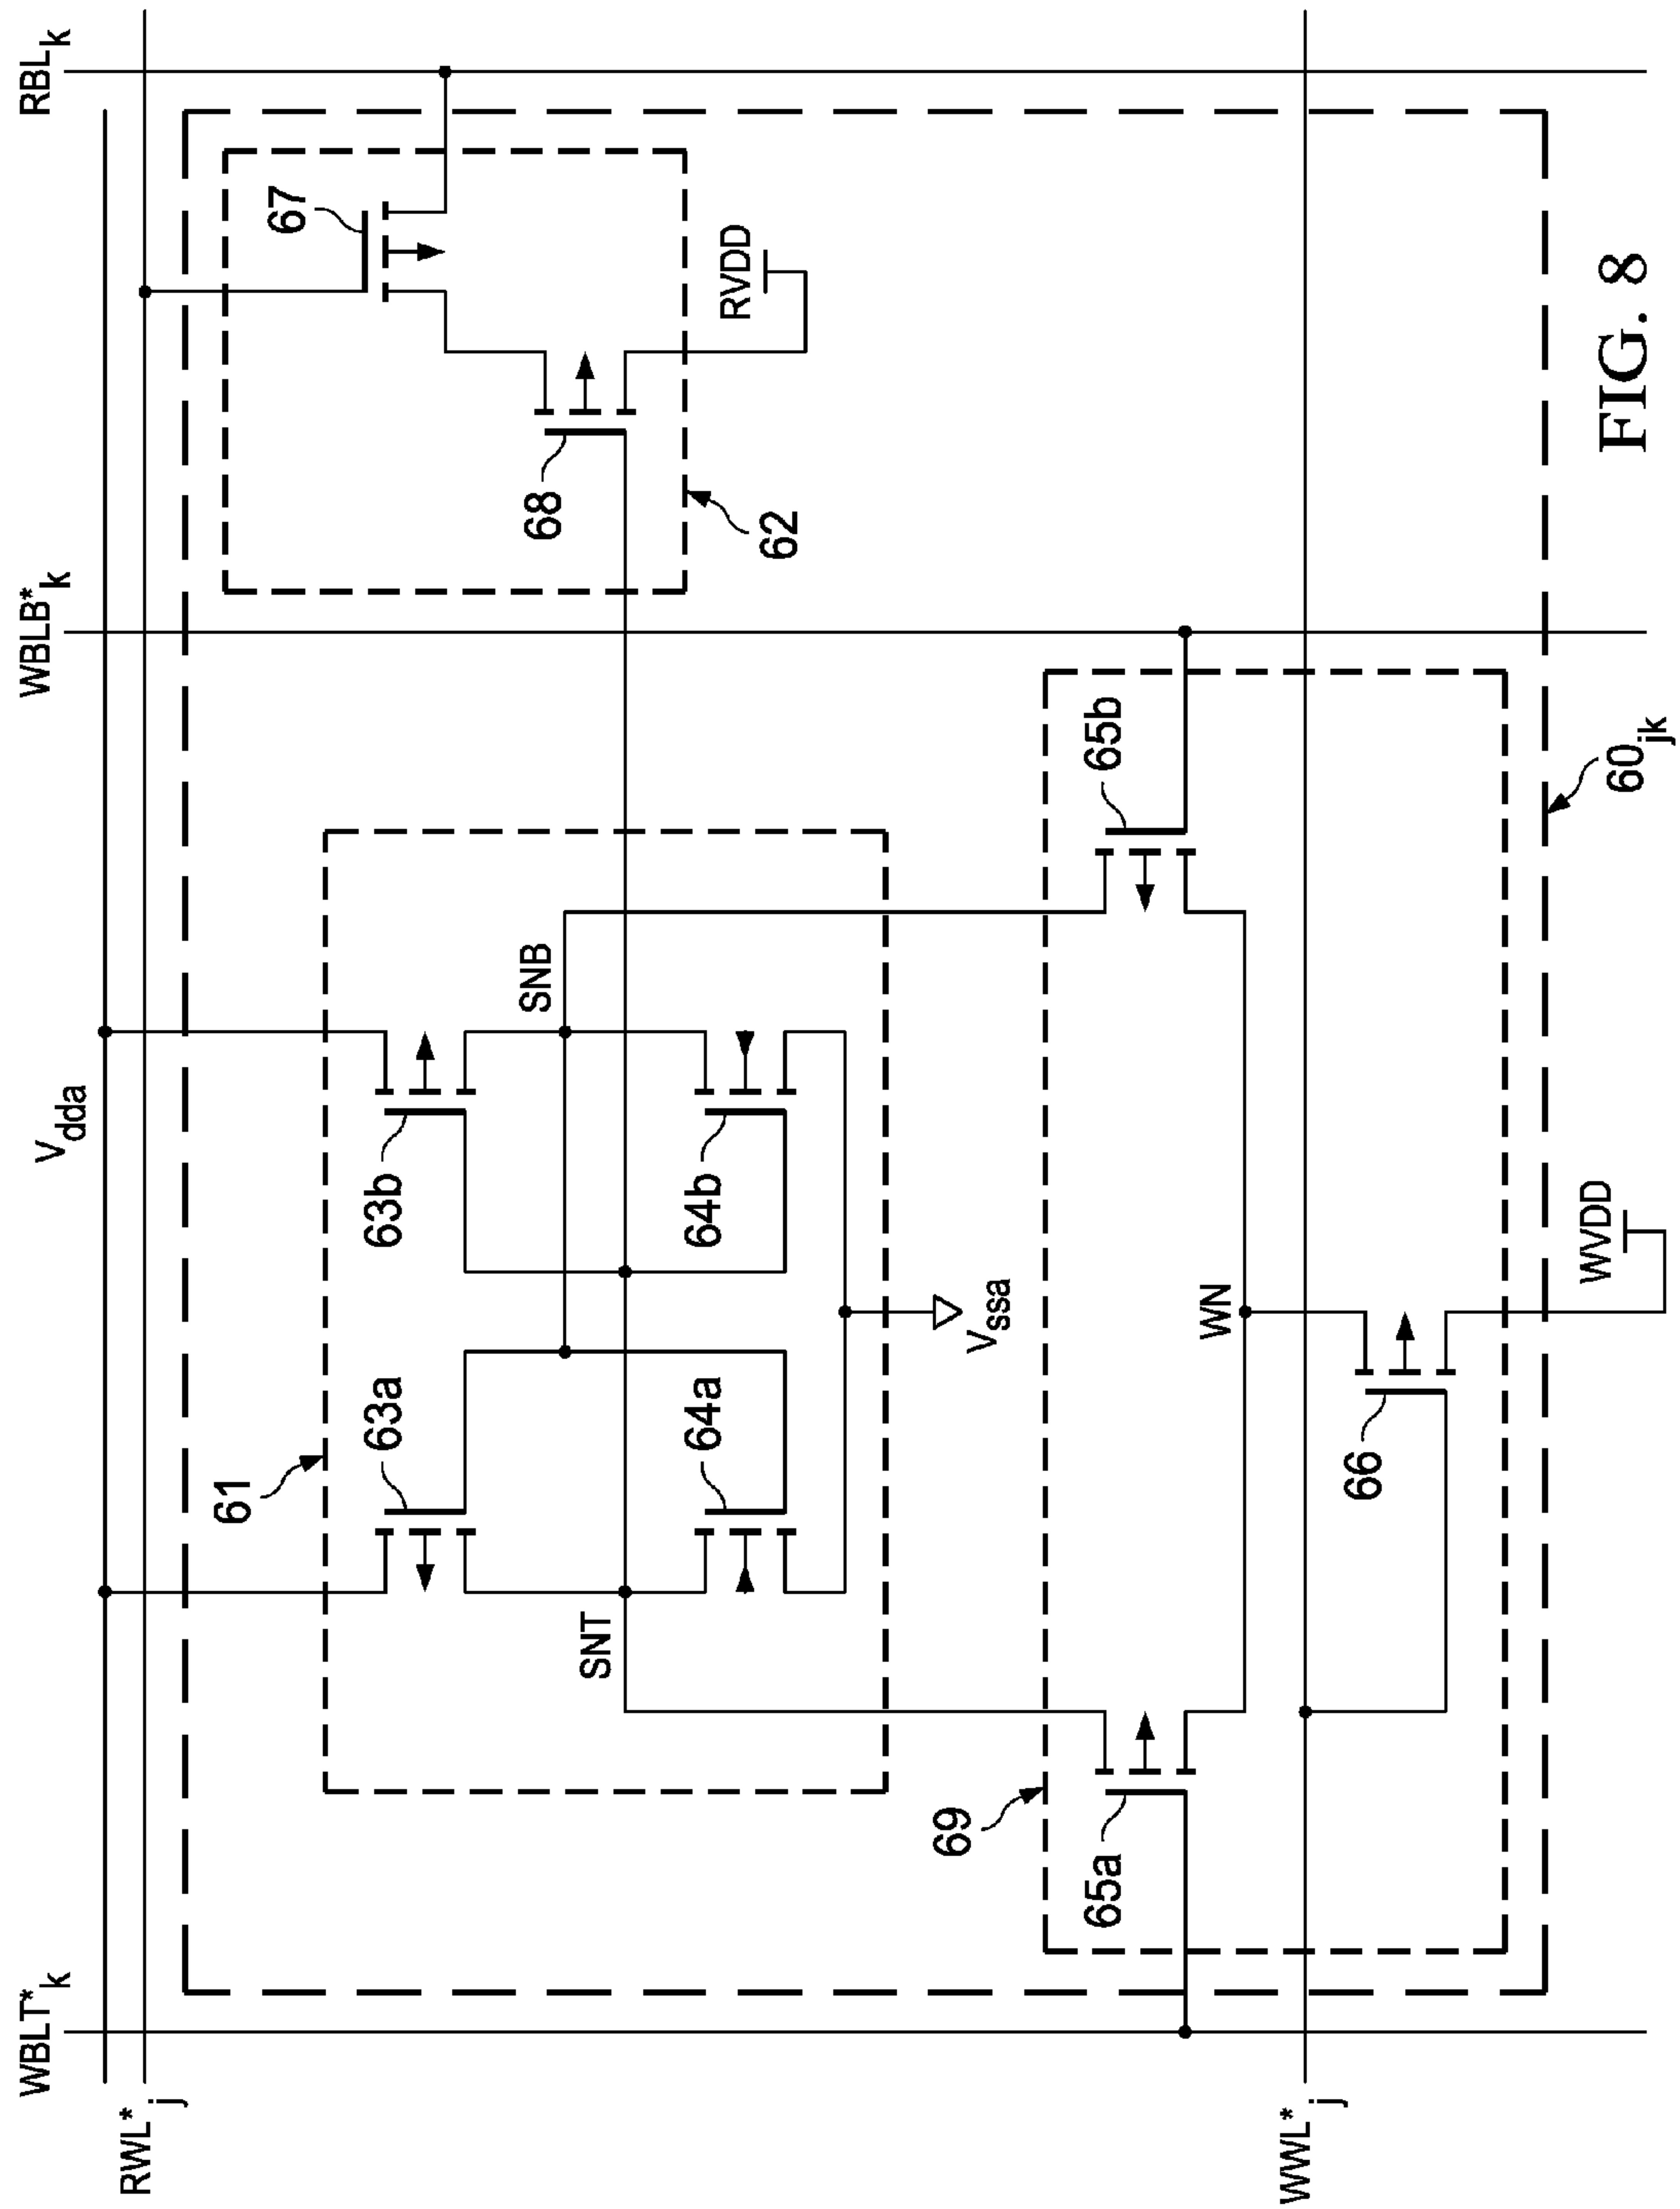 WBLT*k
WBLB*k
RBLk
Vdda
RWL*j
61
67
63a
63b
SNB
68
RVDD
62
SNT
64a
64b
Vssa
69
65a
65b
WN
WWL*j
66
WVDD
60jk
FIG. 8